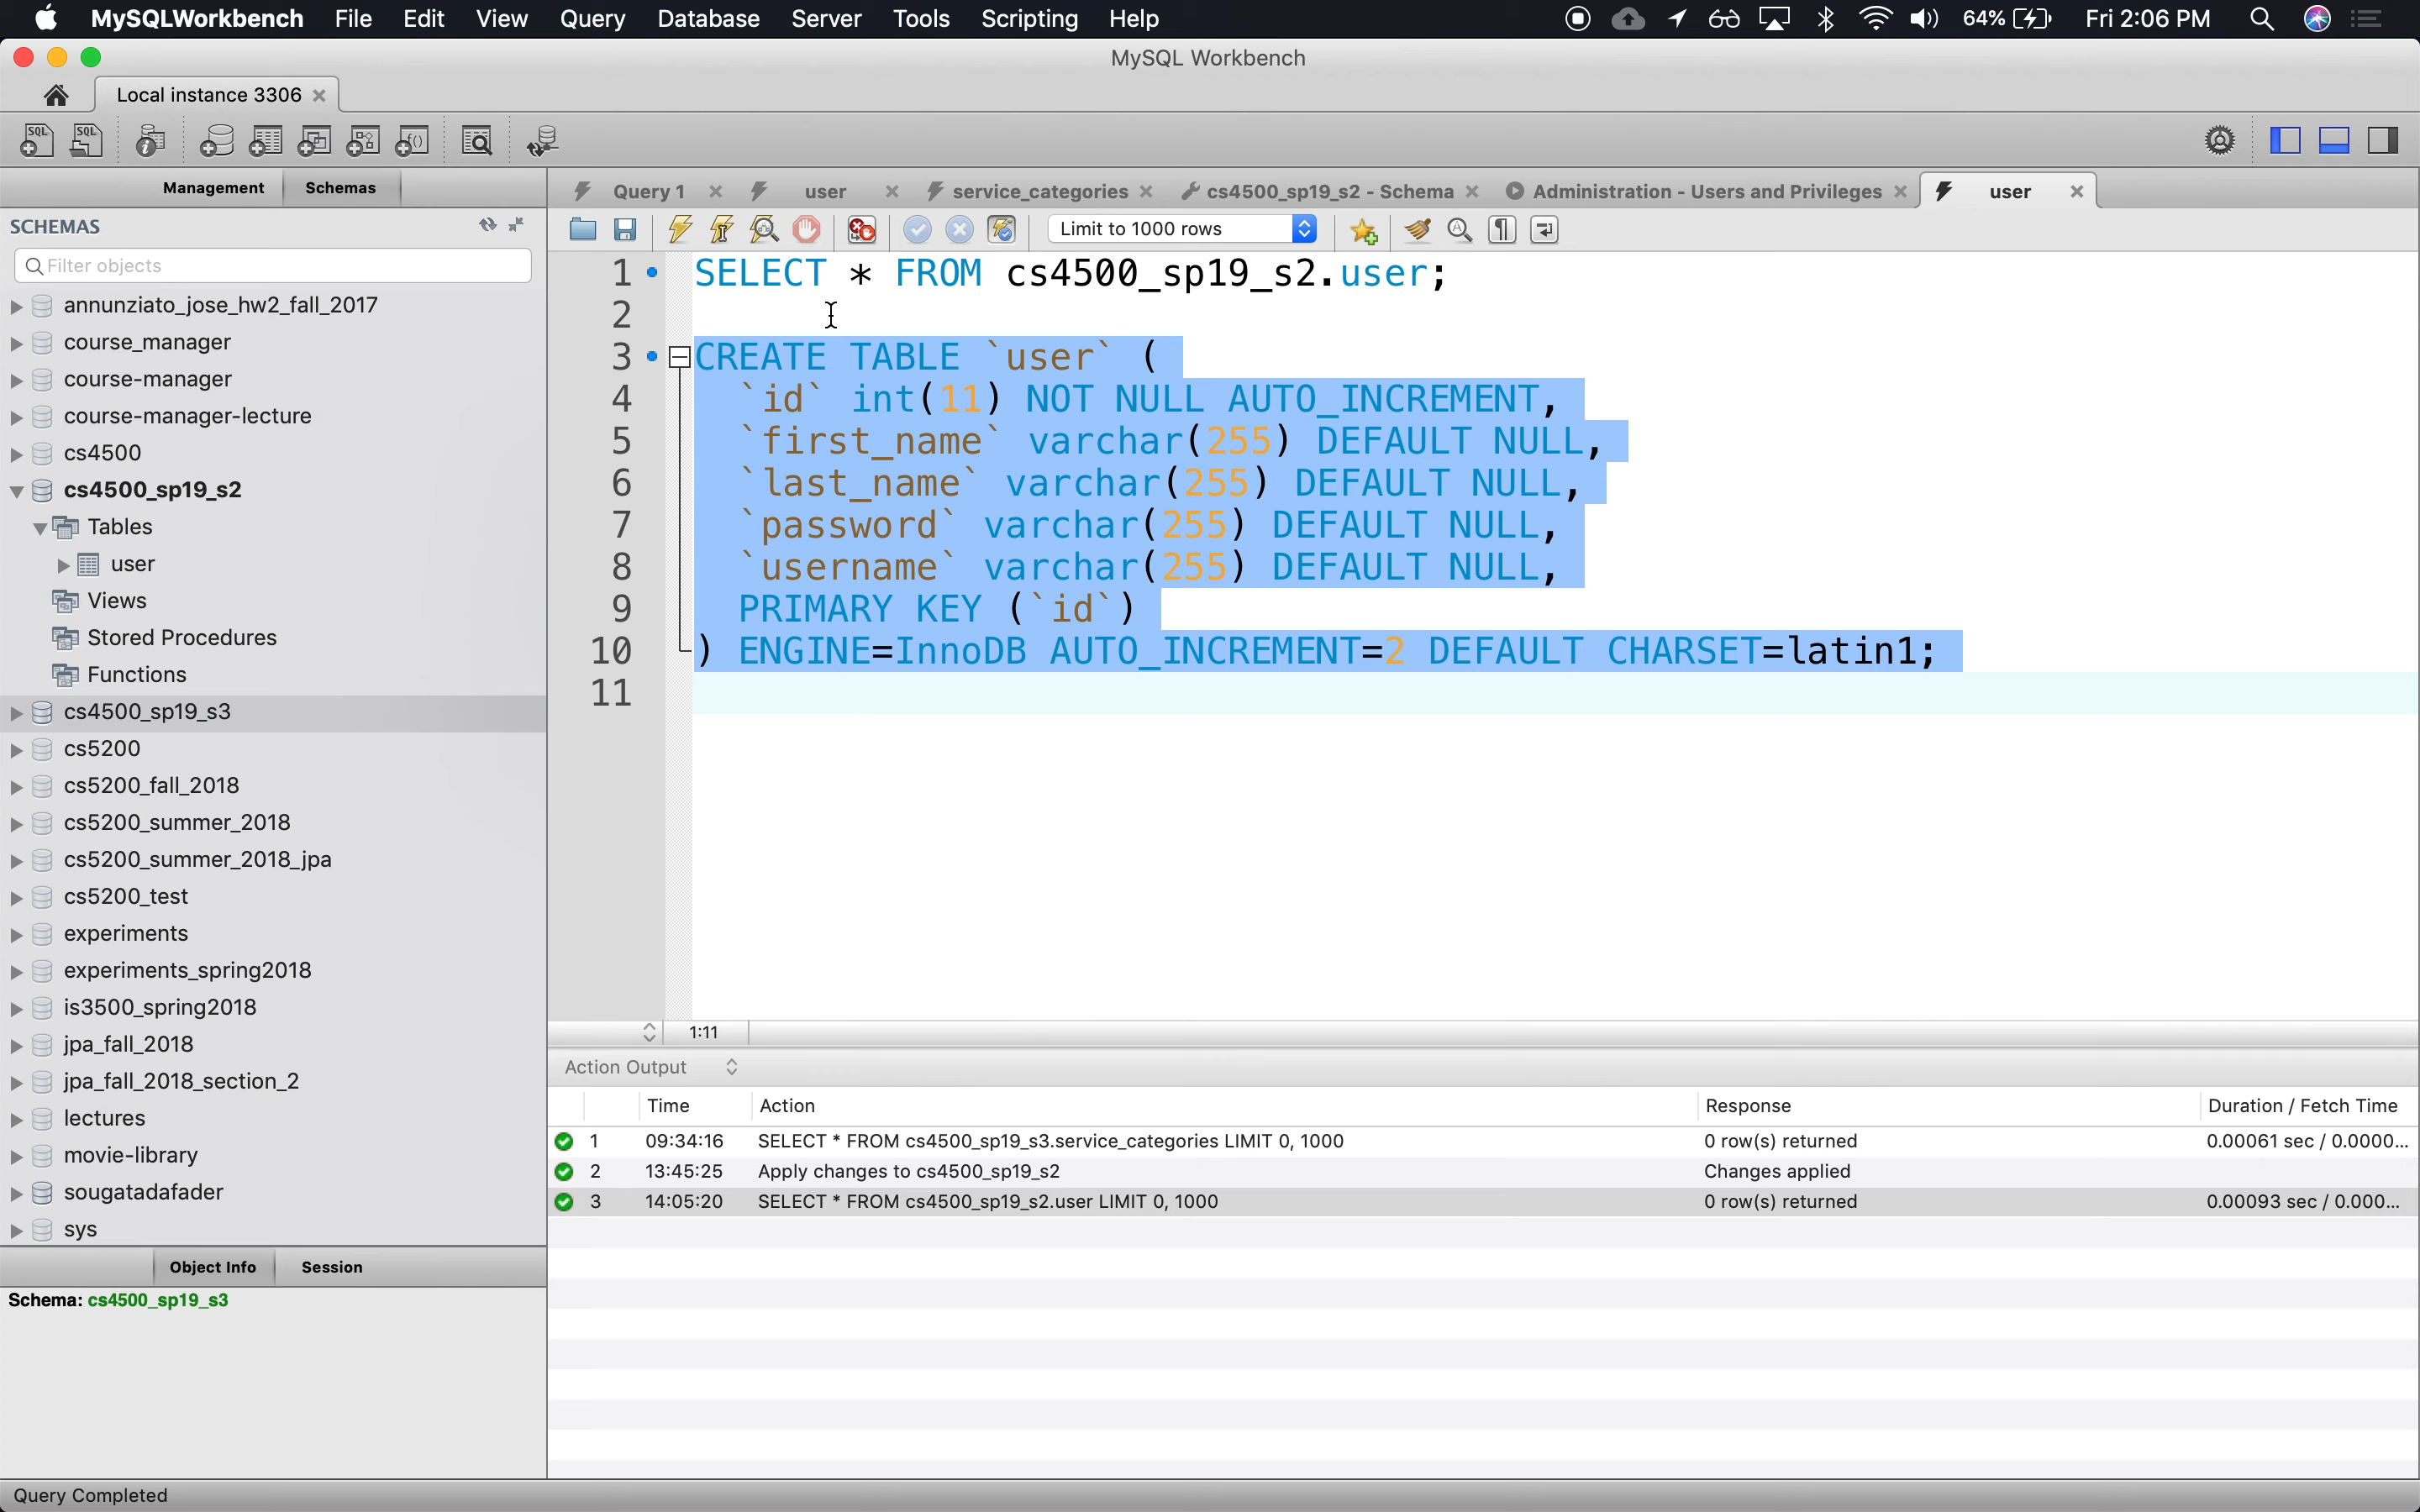 MySQLWorkbench File Edit View Query Database Server Tools Scripting Help 64% Fri 2:06 PM
MySQL Workbench
Local instance 3306
Management Schemas
Query 1 user service_categories cs4500_sp19_s2 - Schema Administration - Users and Privileges user
SCHEMAS
Limit to 1000 rows
Filter objects
annunziato_jose_hw2_fall_2017
course_manager
course-manager
course-manager-lecture
cs4500
cs4500_sp19_s2
Tables
user
Views
Stored Procedures
Functions
cs4500_sp19_s3
cs5200
cs5200_fall_2018
cs5200_summer_2018
cs5200_summer_2018_jpa
cs5200_test
experiments
experiments_spring2018
is3500_spring2018
jpa_fall_2018
jpa_fall_2018_section_2
lectures
movie-library
sougatadafader
sys
Object Info Session
Schema: cs4500_sp19_s3
1 SELECT * FROM cs4500_sp19_s2.user;
2
3 CREATE TABLE `user` (
4 `id` int(11) NOT NULL AUTO_INCREMENT,
5 `first_name` varchar(255) DEFAULT NULL,
6 `last_name` varchar(255) DEFAULT NULL,
7 `password` varchar(255) DEFAULT NULL,
8 `username` varchar(255) DEFAULT NULL,
9 PRIMARY KEY (`id`)
10 ) ENGINE=InnoDB AUTO_INCREMENT=2 DEFAULT CHARSET=latin1;
11
1:11
Action Output
Time Action Response Duration / Fetch Time
1 09:34:16 SELECT * FROM cs4500_sp19_s3.service_categories LIMIT 0, 1000 0 row(s) returned 0.00061 sec / 0.0000...
2 13:45:25 Apply changes to cs4500_sp19_s2 Changes applied
3 14:05:20 SELECT * FROM cs4500_sp19_s2.user LIMIT 0, 1000 0 row(s) returned 0.00093 sec / 0.000...
Query Completed